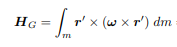 H_G = ∫_m r′ × (ω × r′) dm